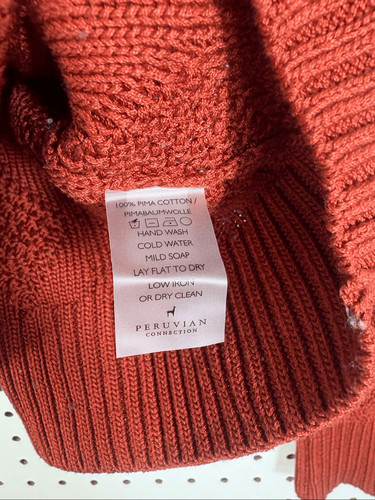 100% PIMA COTTON /
PIMABAUMWOLLE
HAND WASH
COLD WATER
MILD SOAP
LAY FLAT TO DRY
LOW IRON
OR DRY CLEAN
PERUVIAN
CONNECTION